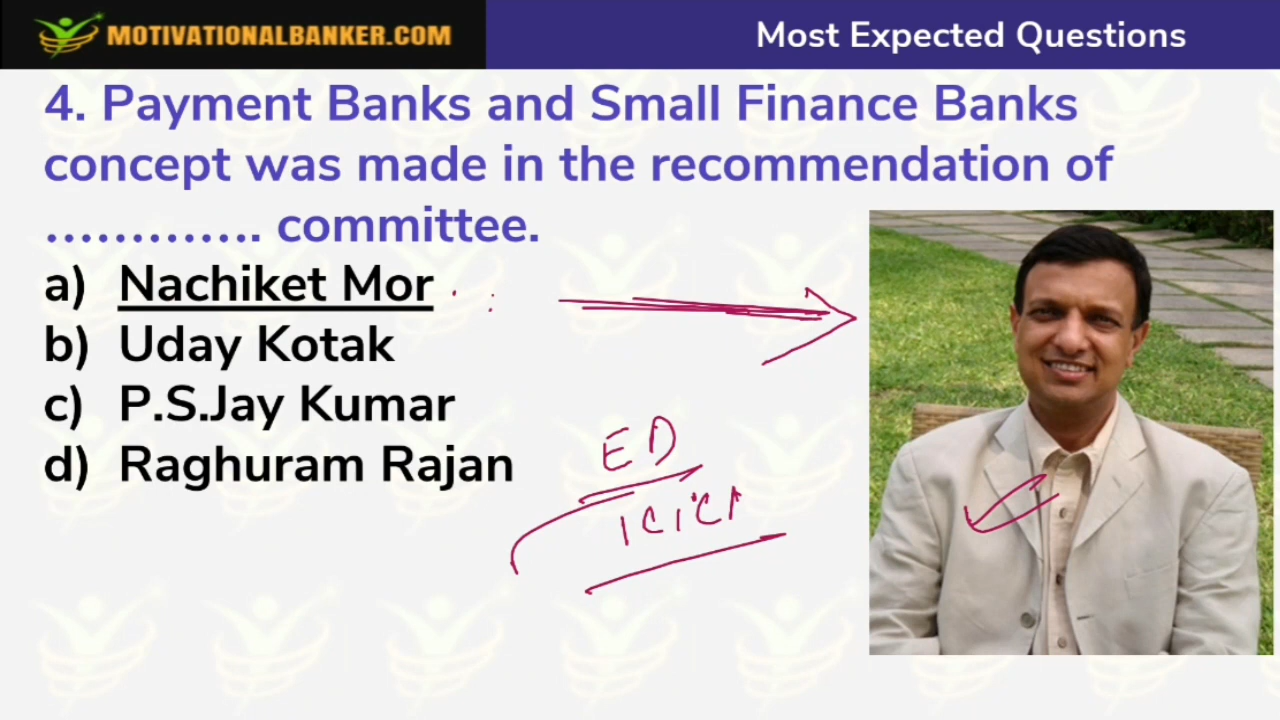 MOTIVATIONALBANKER.COM
Most Expected Questions
4. Payment Banks and Small Finance Banks
concept was made in the recommendation of
............. committee.
a) Nachiket Mor
b) Uday Kotak
c) P.S.Jay Kumar
d) Raghuram Rajan
ED
ICICI